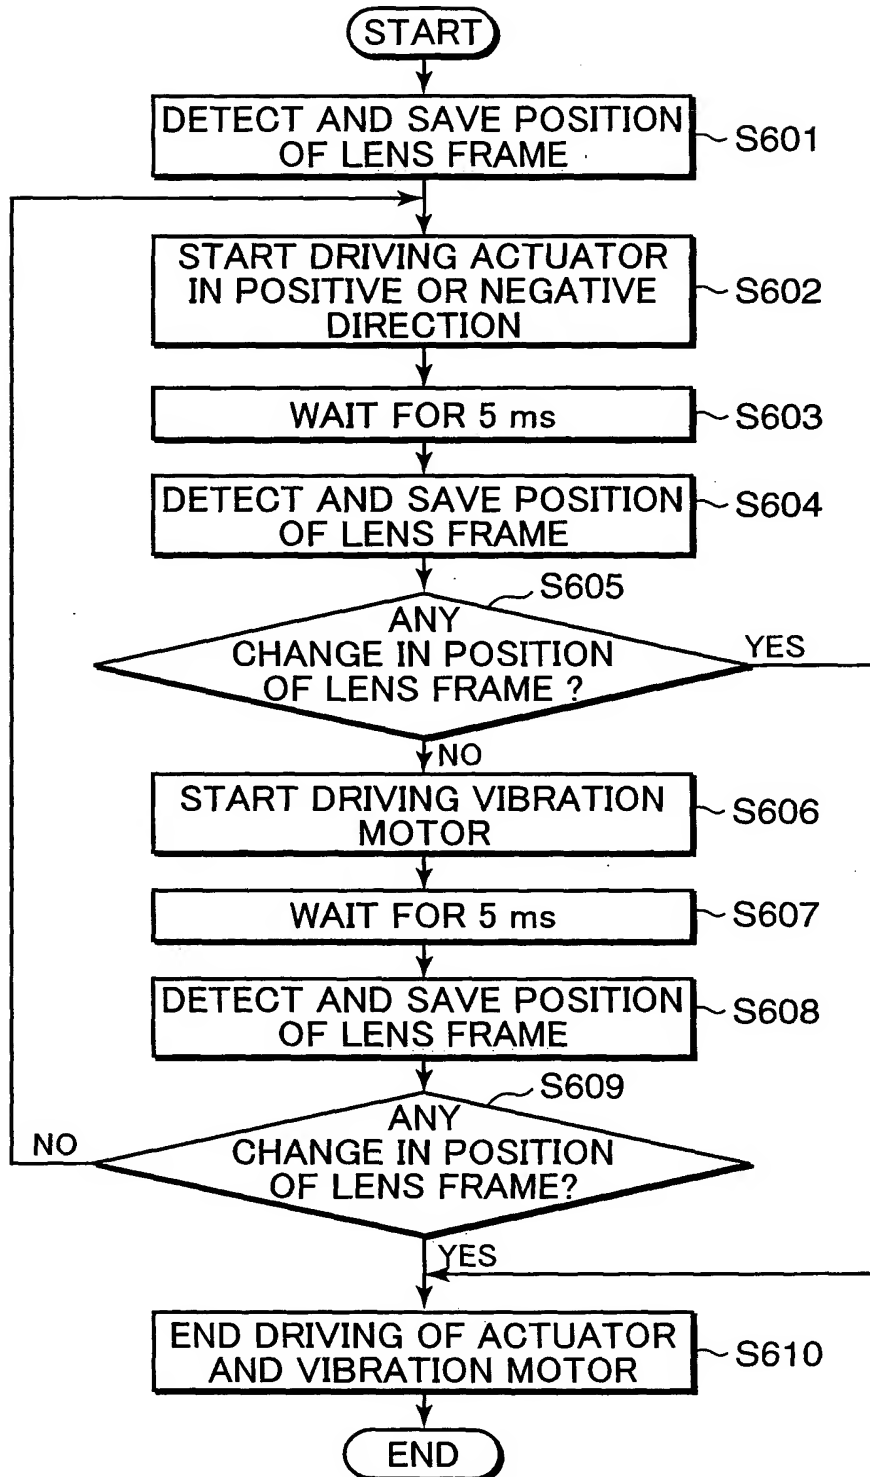 START
DETECT AND SAVE POSITION
OF LENS FRAME
S601
START DRIVING ACTUATOR
IN POSITIVE OR NEGATIVE
DIRECTION
S602
WAIT FOR 5 ms
S603
DETECT AND SAVE POSITION
OF LENS FRAME
S604
S605
ANY
CHANGE IN POSITION
OF LENS FRAME ?
YES
NO
START DRIVING VIBRATION
MOTOR
S606
WAIT FOR 5 ms
S607
DETECT AND SAVE POSITION
OF LENS FRAME
S608
S609
ANY
CHANGE IN POSITION
OF LENS FRAME?
NO
YES
END DRIVING OF ACTUATOR
AND VIBRATION MOTOR
S610
END